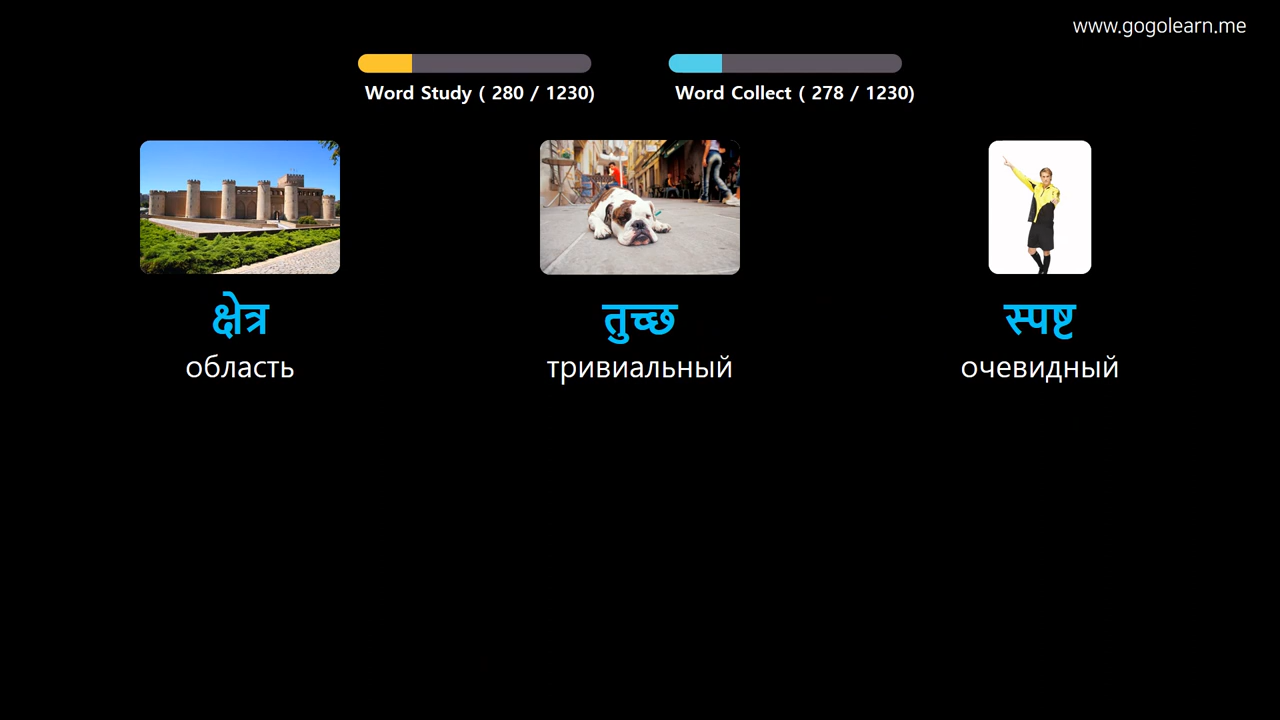 www.gogolearn.me
Word Study ( 280 / 1230)
Word Collect ( 278 / 1230)
क्षेत्र
область
तुच्छ
тривиальный
स्पष्ट
очевидный